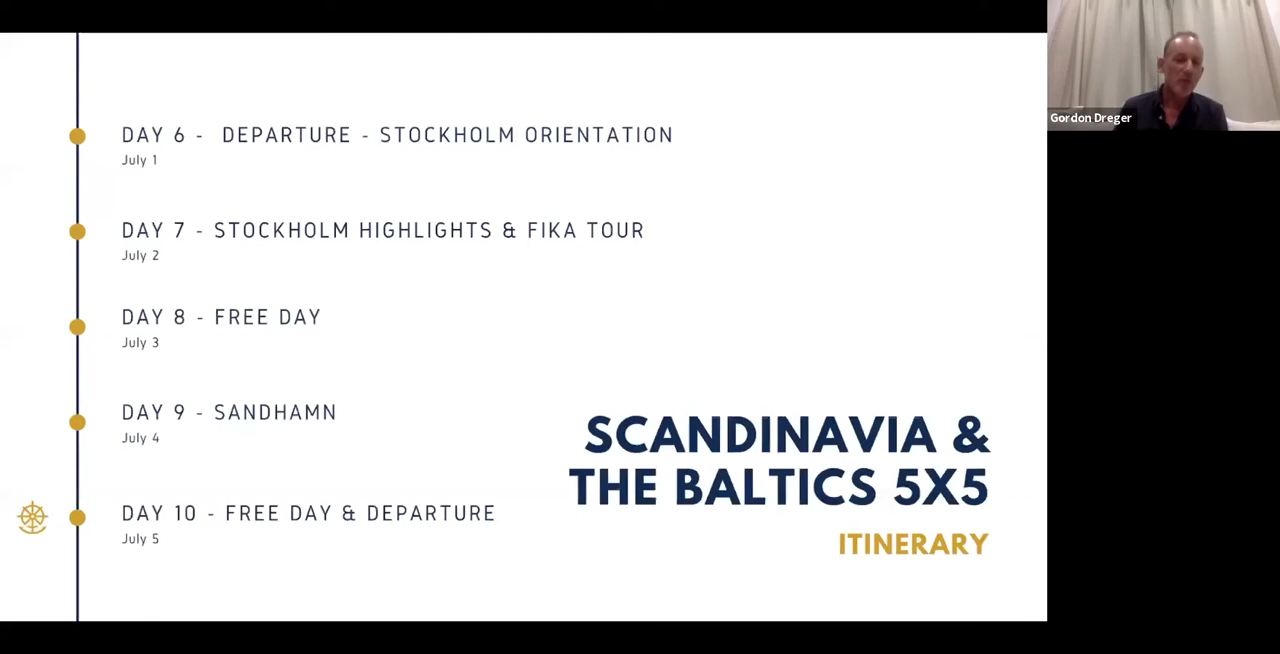 DAY 6 - DEPARTURE - STOCKHOLM ORIENTATION
July 1
DAY 7 - STOCKHOLM HIGHLIGHTS & FIKA TOUR
July 2
DAY 8 - FREE DAY
July 3
DAY 9 - SANDHAMN
July 4
DAY 10 - FREE DAY & DEPARTURE
July 5
SCANDINAVIA &
THE BALTICS 5X5
ITINERARY
Gordon Dreger